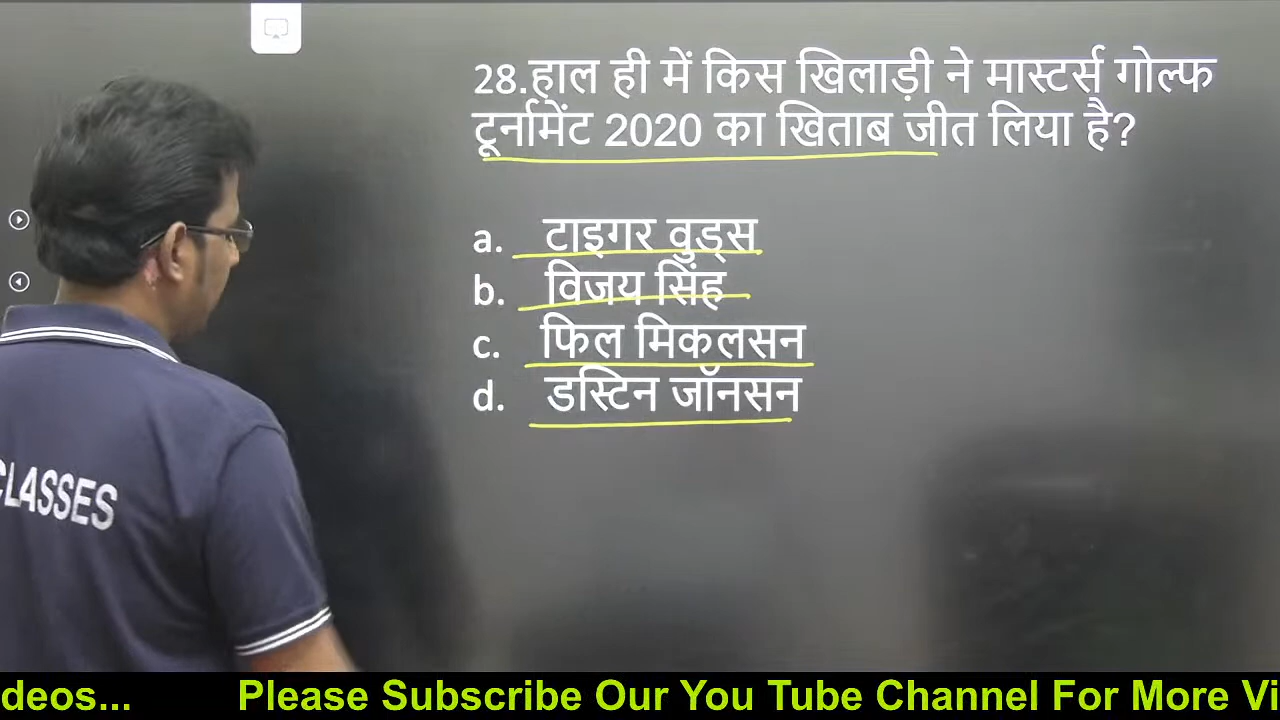 28.हाल ही में किस खिलाड़ी ने मास्टर्स गोल्फ
टूर्नामेंट 2020 का खिताब जीत लिया है?
a. टाइगर वुड्स
b. विजय सिंह
c. फिल मिकलसन
d. डस्टिन जॉनसन
CLASSES
deos... Please Subscribe Our You Tube Channel For More Vi